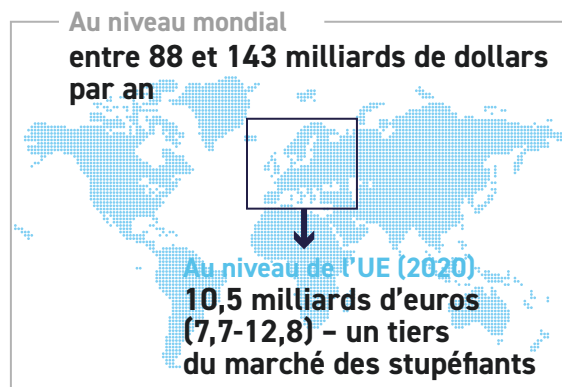 Au niveau mondial
entre 88 et 143 milliards de dollars
par an
Au niveau de l'UE (2020)
10,5 milliards d'euros
(7,7-12,8) – un tiers
du marché des stupéfiants